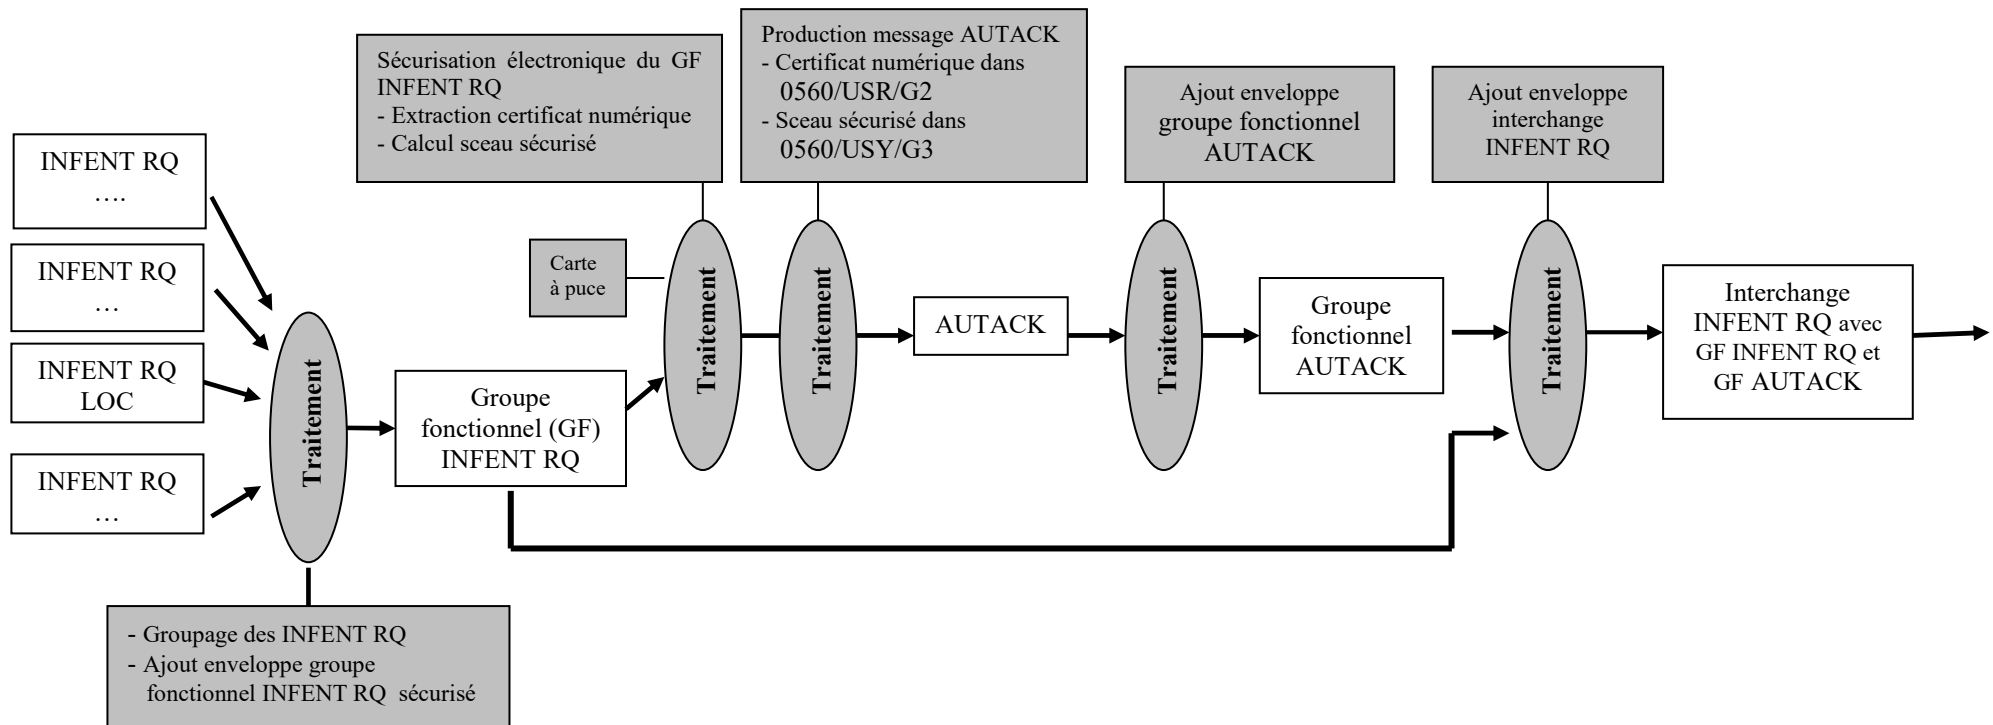 Sécurisation électronique du GF
INFENT RQ
- Extraction certificat numérique
- Calcul sceau sécurisé
Production message AUTACK
- Certificat numérique dans
0560/USR/G2
- Sceau sécurisé dans
0560/USY/G3
Ajout enveloppe
groupe fonctionnel
AUTACK
Ajout enveloppe
interchange
INFENT RQ
INFENT RQ
….
INFENT RQ
…
INFENT RQ
LOC
INFENT RQ
…
Traitement
Groupe
fonctionnel (GF)
INFENT RQ
Carte
à puce
Traitement
Traitement
AUTACK
Traitement
Groupe
fonctionnel
AUTACK
Traitement
Interchange
INFENT RQ avec
GF INFENT RQ et
GF AUTACK
- Groupage des INFENT RQ
- Ajout enveloppe groupe
fonctionnel INFENT RQ sécurisé